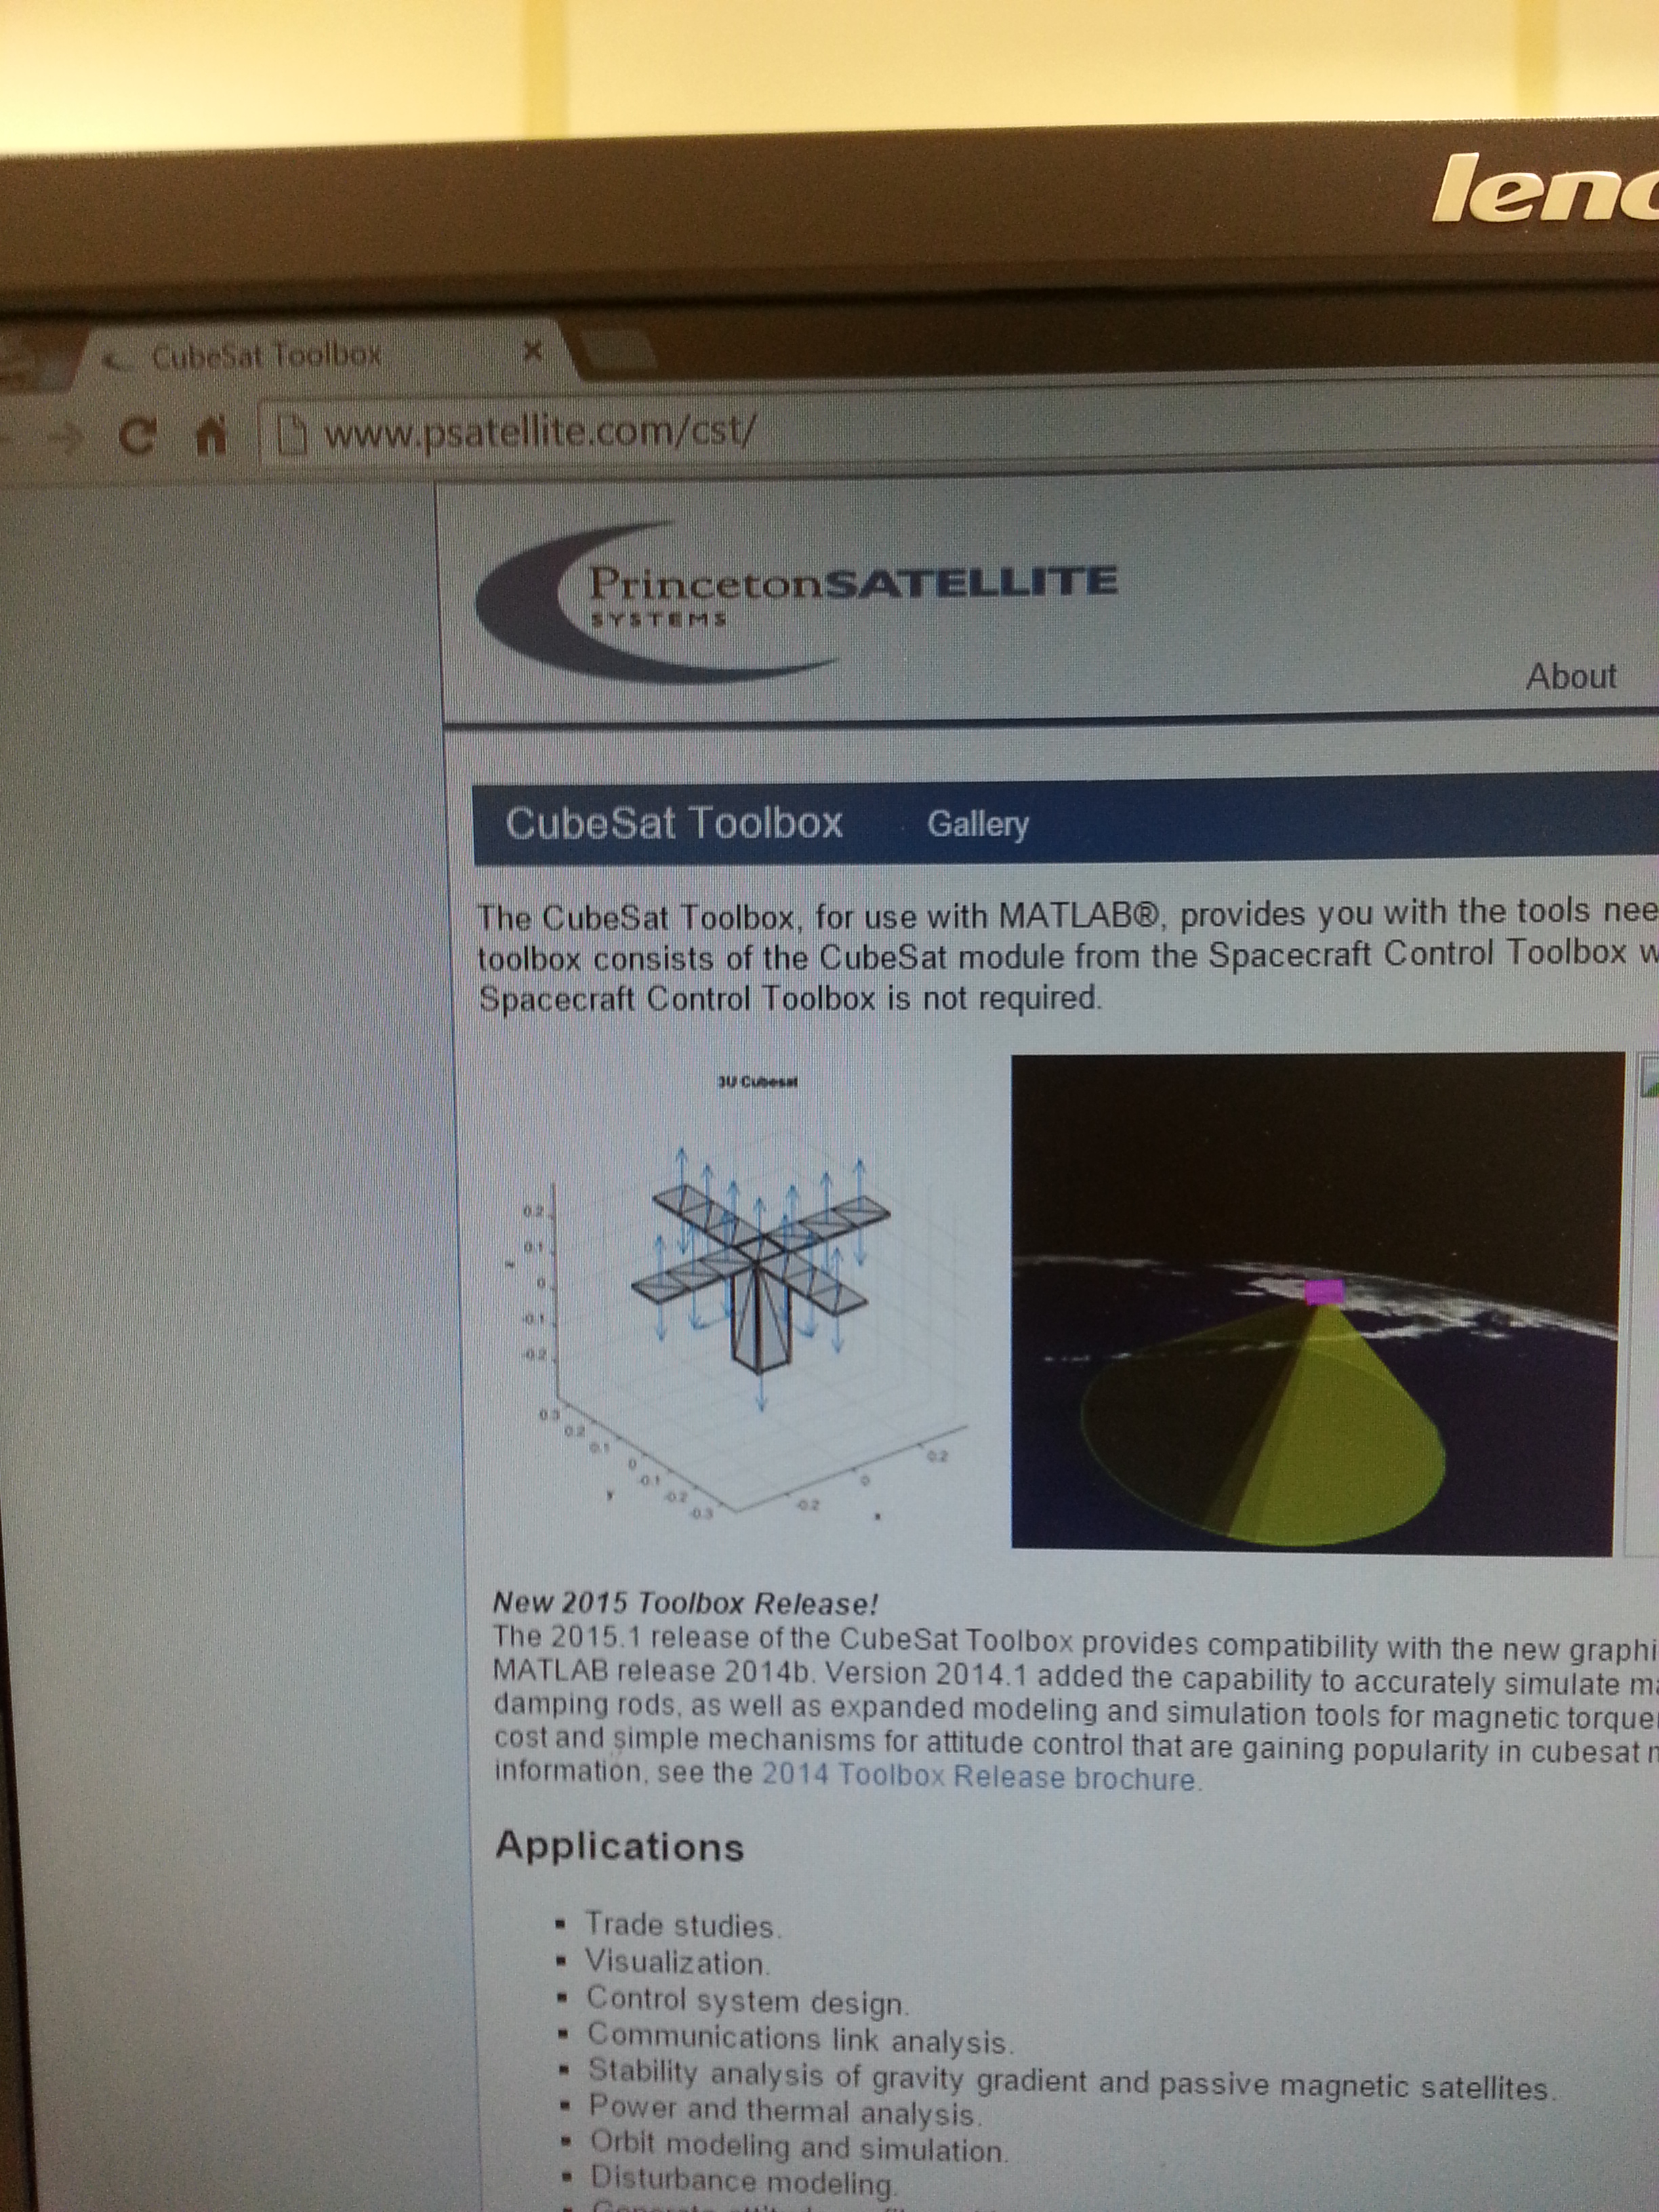 leno
CubeSat Toolbox
www.psatellite.com/cst/
PrincetonSATELLITE
SYSTEMS
About
CubeSat Toolbox Gallery
The CubeSat Toolbox, for use with MATLAB®, provides you with the tools nee
toolbox consists of the CubeSat module from the Spacecraft Control Toolbox w
Spacecraft Control Toolbox is not required.
3U Cubesat
0.2
0.1
0
-0.1
-0.2
0.3
0.2
0.1
0
-0.1
-0.2
-0.3
y
-0.2
0
0.2
x
New 2015 Toolbox Release!
The 2015.1 release of the CubeSat Toolbox provides compatibility with the new graphi
MATLAB release 2014b. Version 2014.1 added the capability to accurately simulate ma
damping rods, as well as expanded modeling and simulation tools for magnetic torque
cost and simple mechanisms for attitude control that are gaining popularity in cubesat
information, see the 2014 Toolbox Release brochure.
Applications
▪ Trade studies.
▪ Visualization.
▪ Control system design.
▪ Communications link analysis.
▪ Stability analysis of gravity gradient and passive magnetic satellites.
▪ Power and thermal analysis.
▪ Orbit modeling and simulation.
▪ Disturbance modeling.